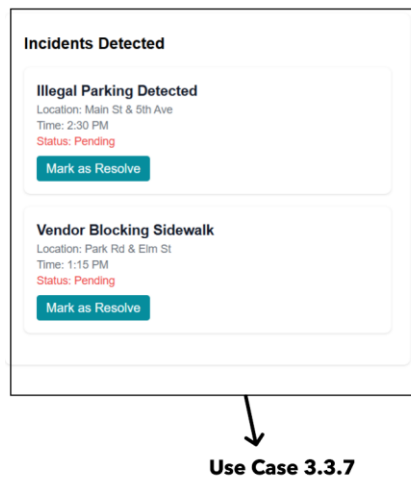 Incidents Detected
Illegal Parking Detected
Location: Main St & 5th Ave
Time: 2:30 PM
Status: Pending
Mark as Resolve
Vendor Blocking Sidewalk
Location: Park Rd & Elm St
Time: 1:15 PM
Status: Pending
Mark as Resolve
Use Case 3.3.7